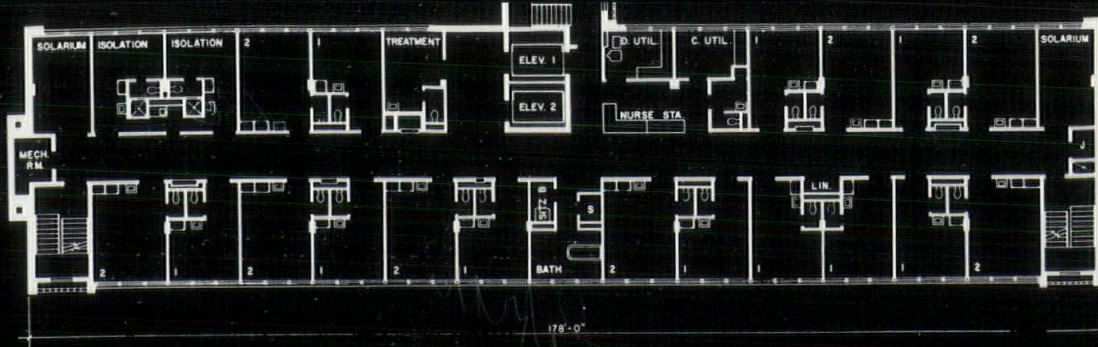 SOLARIUM
ISOLATION
ISOLATION
2
1
TREATMENT
ELEV. 1
ELEV. 2
D. UTIL.
C. UTIL.
NURSE STA.
1
2
1
2
SOLARIUM
MECH.
RM.
J
LIN.
S
BATH
2
1
2
1
2
1
2
1
1
1
1
2
178'-0"